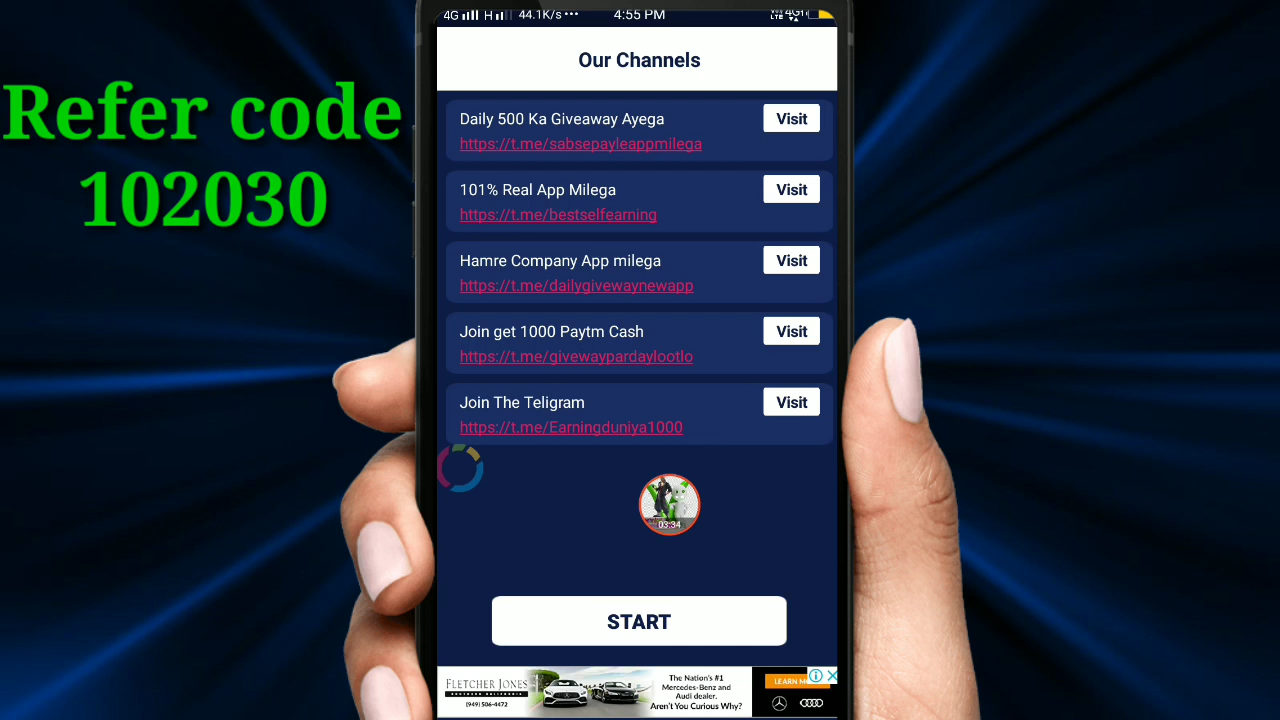 Refer code
102030
4G H 44.1K/s ••• 4:55 PM
Our Channels
Daily 500 Ka Giveaway Ayega Visit
https://t.me/sabsepayleappmilega
101% Real App Milega Visit
https://t.me/bestselfearning
Hamre Company App milega Visit
https://t.me/dailygivewaynewapp
Join get 1000 Paytm Cash Visit
https://t.me/givewaypardaylootlo
Join The Teligram Visit
https://t.me/Earningduniya1000
03:34
START
FLETCHER JONES
(949) 506-4472
The Nation's #1
Mercedes-Benz and
Audi dealer.
Aren't You Curious Why?